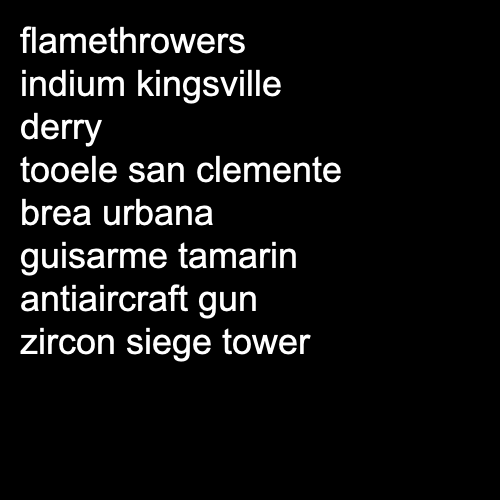 flamethrowers
indium kingsville
derry
tooele san clemente
brea urbana
guisarme tamarin
antiaircraft gun
zircon siege tower